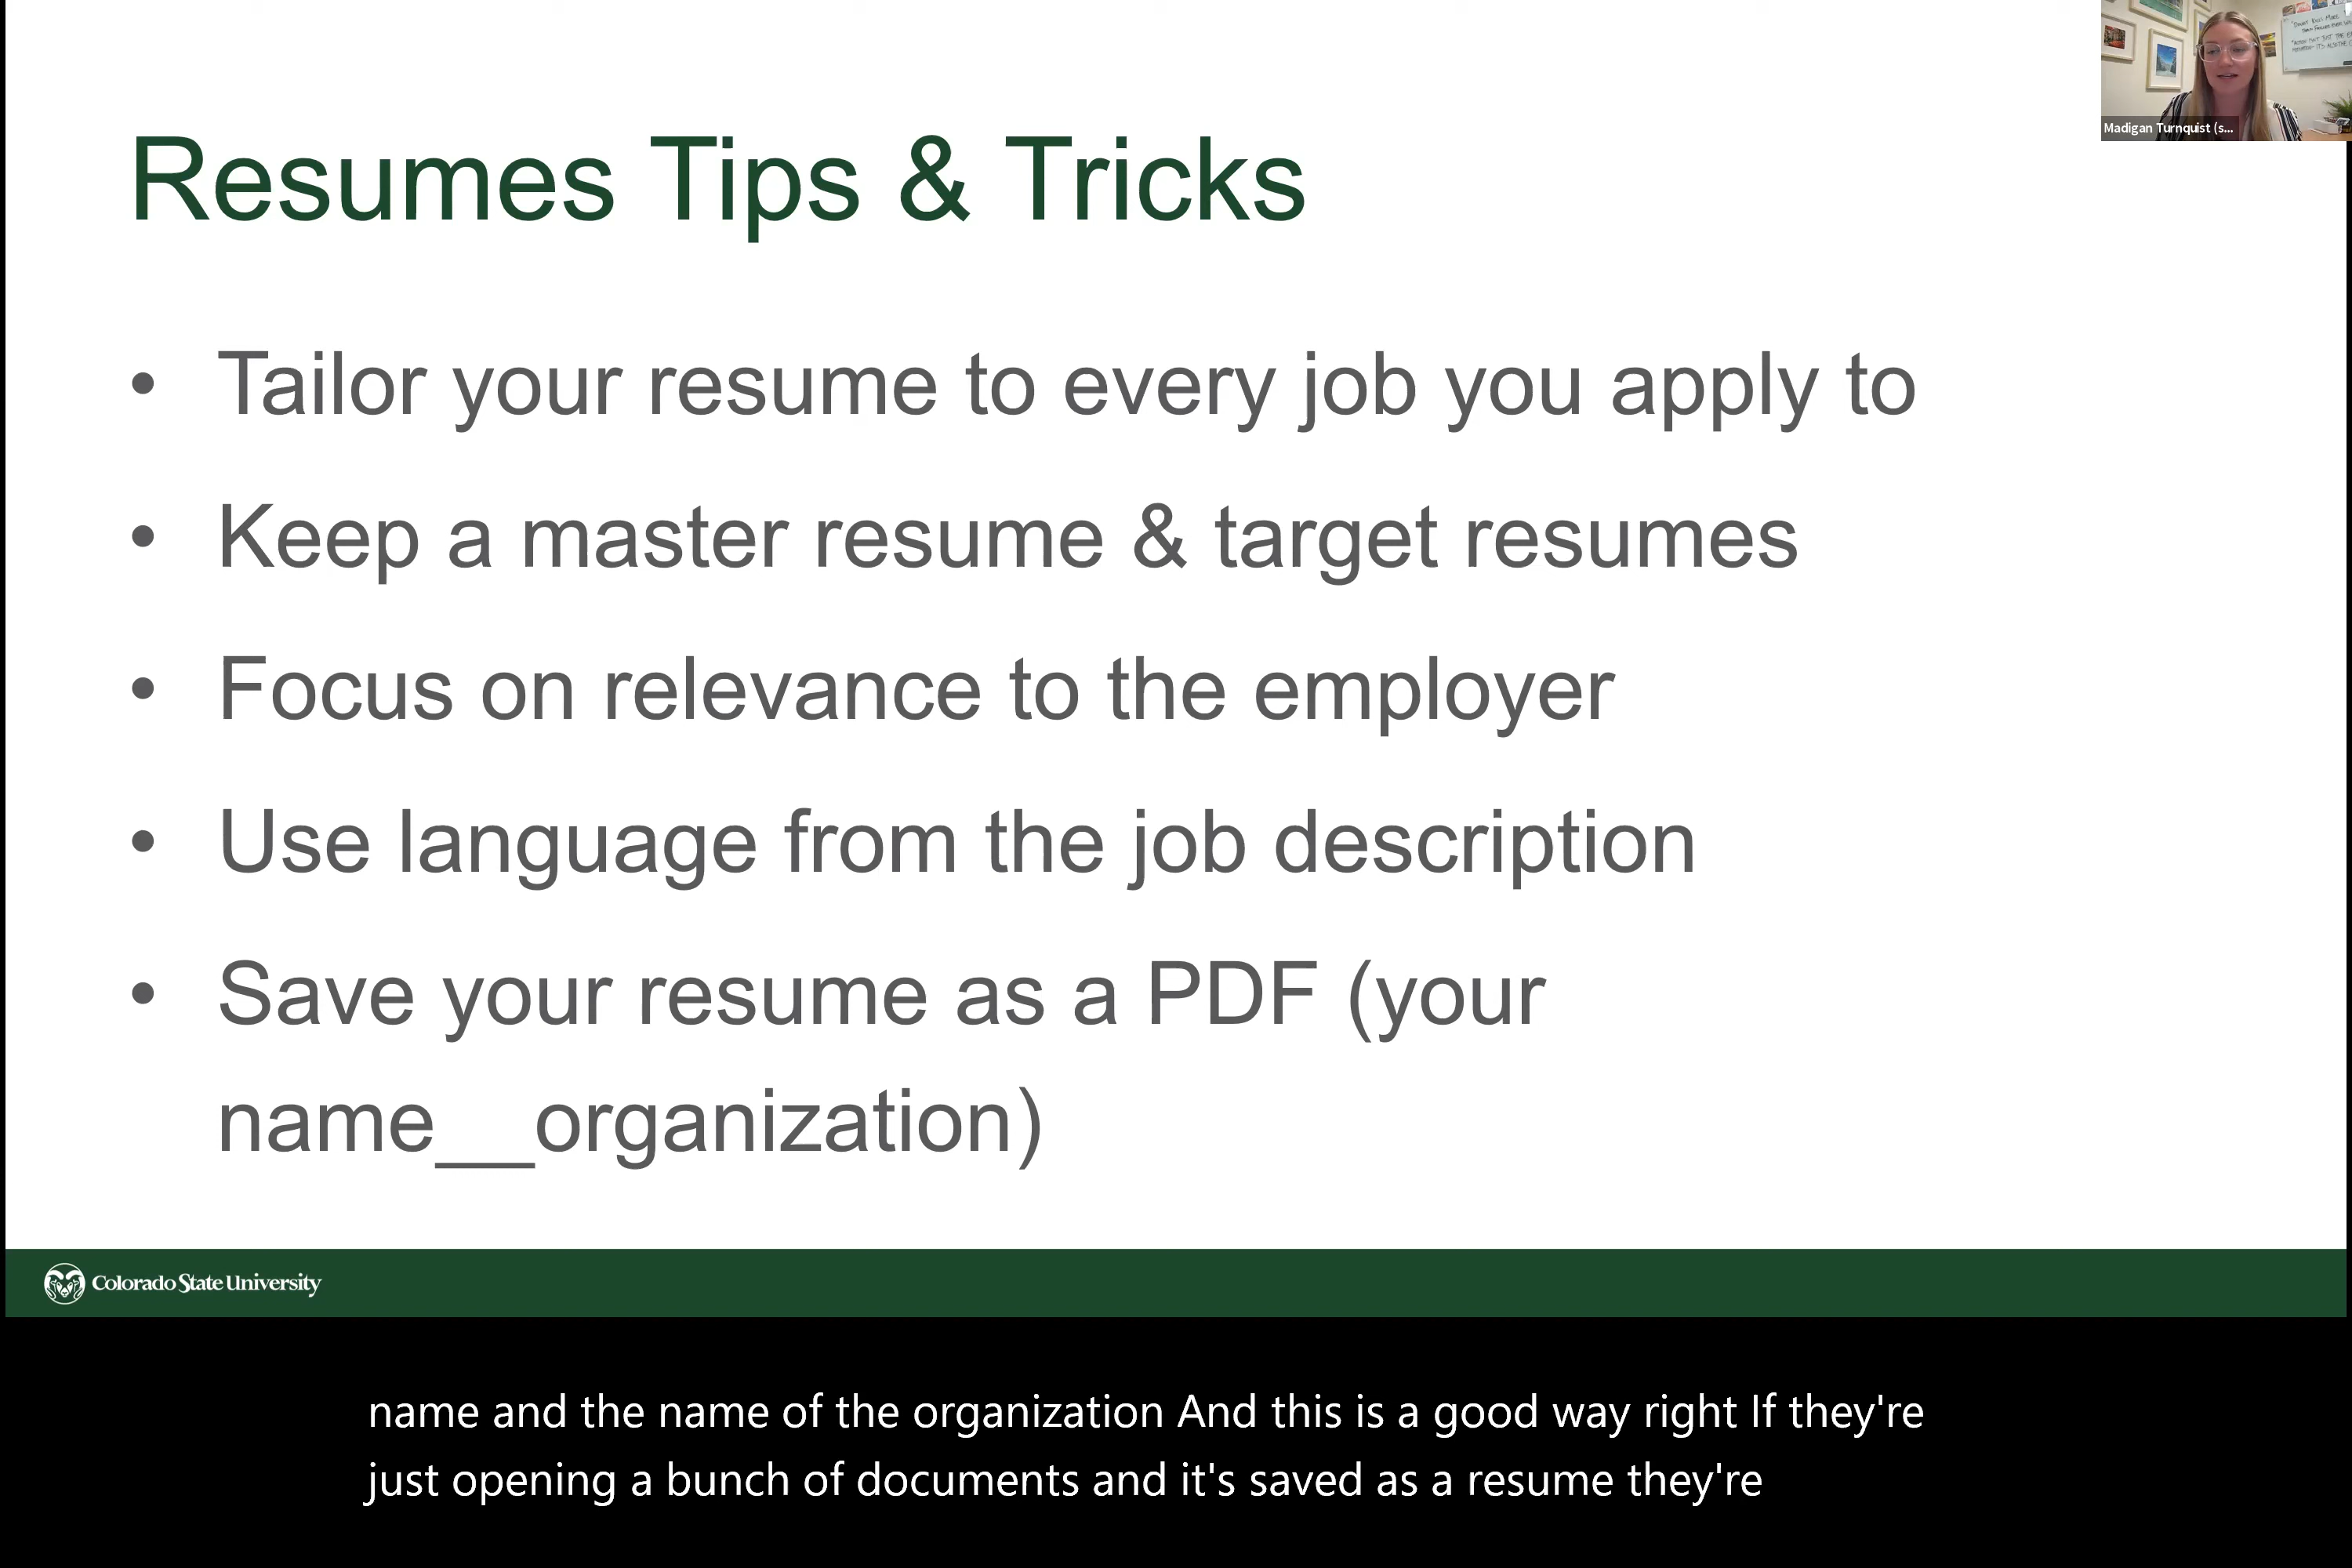 Resumes Tips & Tricks
• Tailor your resume to every job you apply to
• Keep a master resume & target resumes
• Focus on relevance to the employer
• Use language from the job description
• Save your resume as a PDF (your
name__organization)
Madigan Turnquist (s...
Colorado State University
name and the name of the organization And this is a good way right If they're
just opening a bunch of documents and it's saved as a resume they're